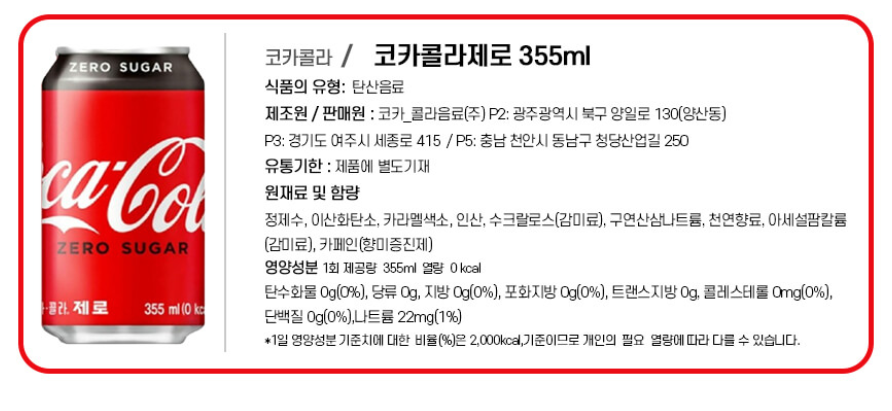 ZERO SUGAR
Coca-Cola
ZERO SUGAR
콜라 제로 355 ml (0 kc
코카콜라 / 코카콜라제로 355ml
식품의 유형: 탄산음료
제조원 / 판매원 : 코카_콜라음료(주) P2: 광주광역시 북구 양일로 130(양산동)
P3: 경기도 여주시 세종로 415 / P5: 충남 천안시 동남구 청당산업길 250
유통기한 : 제품에 별도기재
원재료 및 함량
정제수, 이산화탄소, 카라멜색소, 인산, 수크랄로스(감미료), 구연산삼나트륨, 천연향료, 아세설팜칼륨
(감미료), 카페인(향미증진제)
영양성분 1회 제공량 355ml 열량 0 kcal
탄수화물 0g(0%), 당류 0g, 지방 0g(0%), 포화지방 0g(0%), 트랜스지방 0g, 콜레스테롤 0mg(0%),
단백질 0g(0%),나트륨 22mg(1%)
*1일 영양성분 기준치에 대한 비율(%)은 2,000kcal,기준이므로 개인의 필요 열량에 따라 다를 수 있습니다.